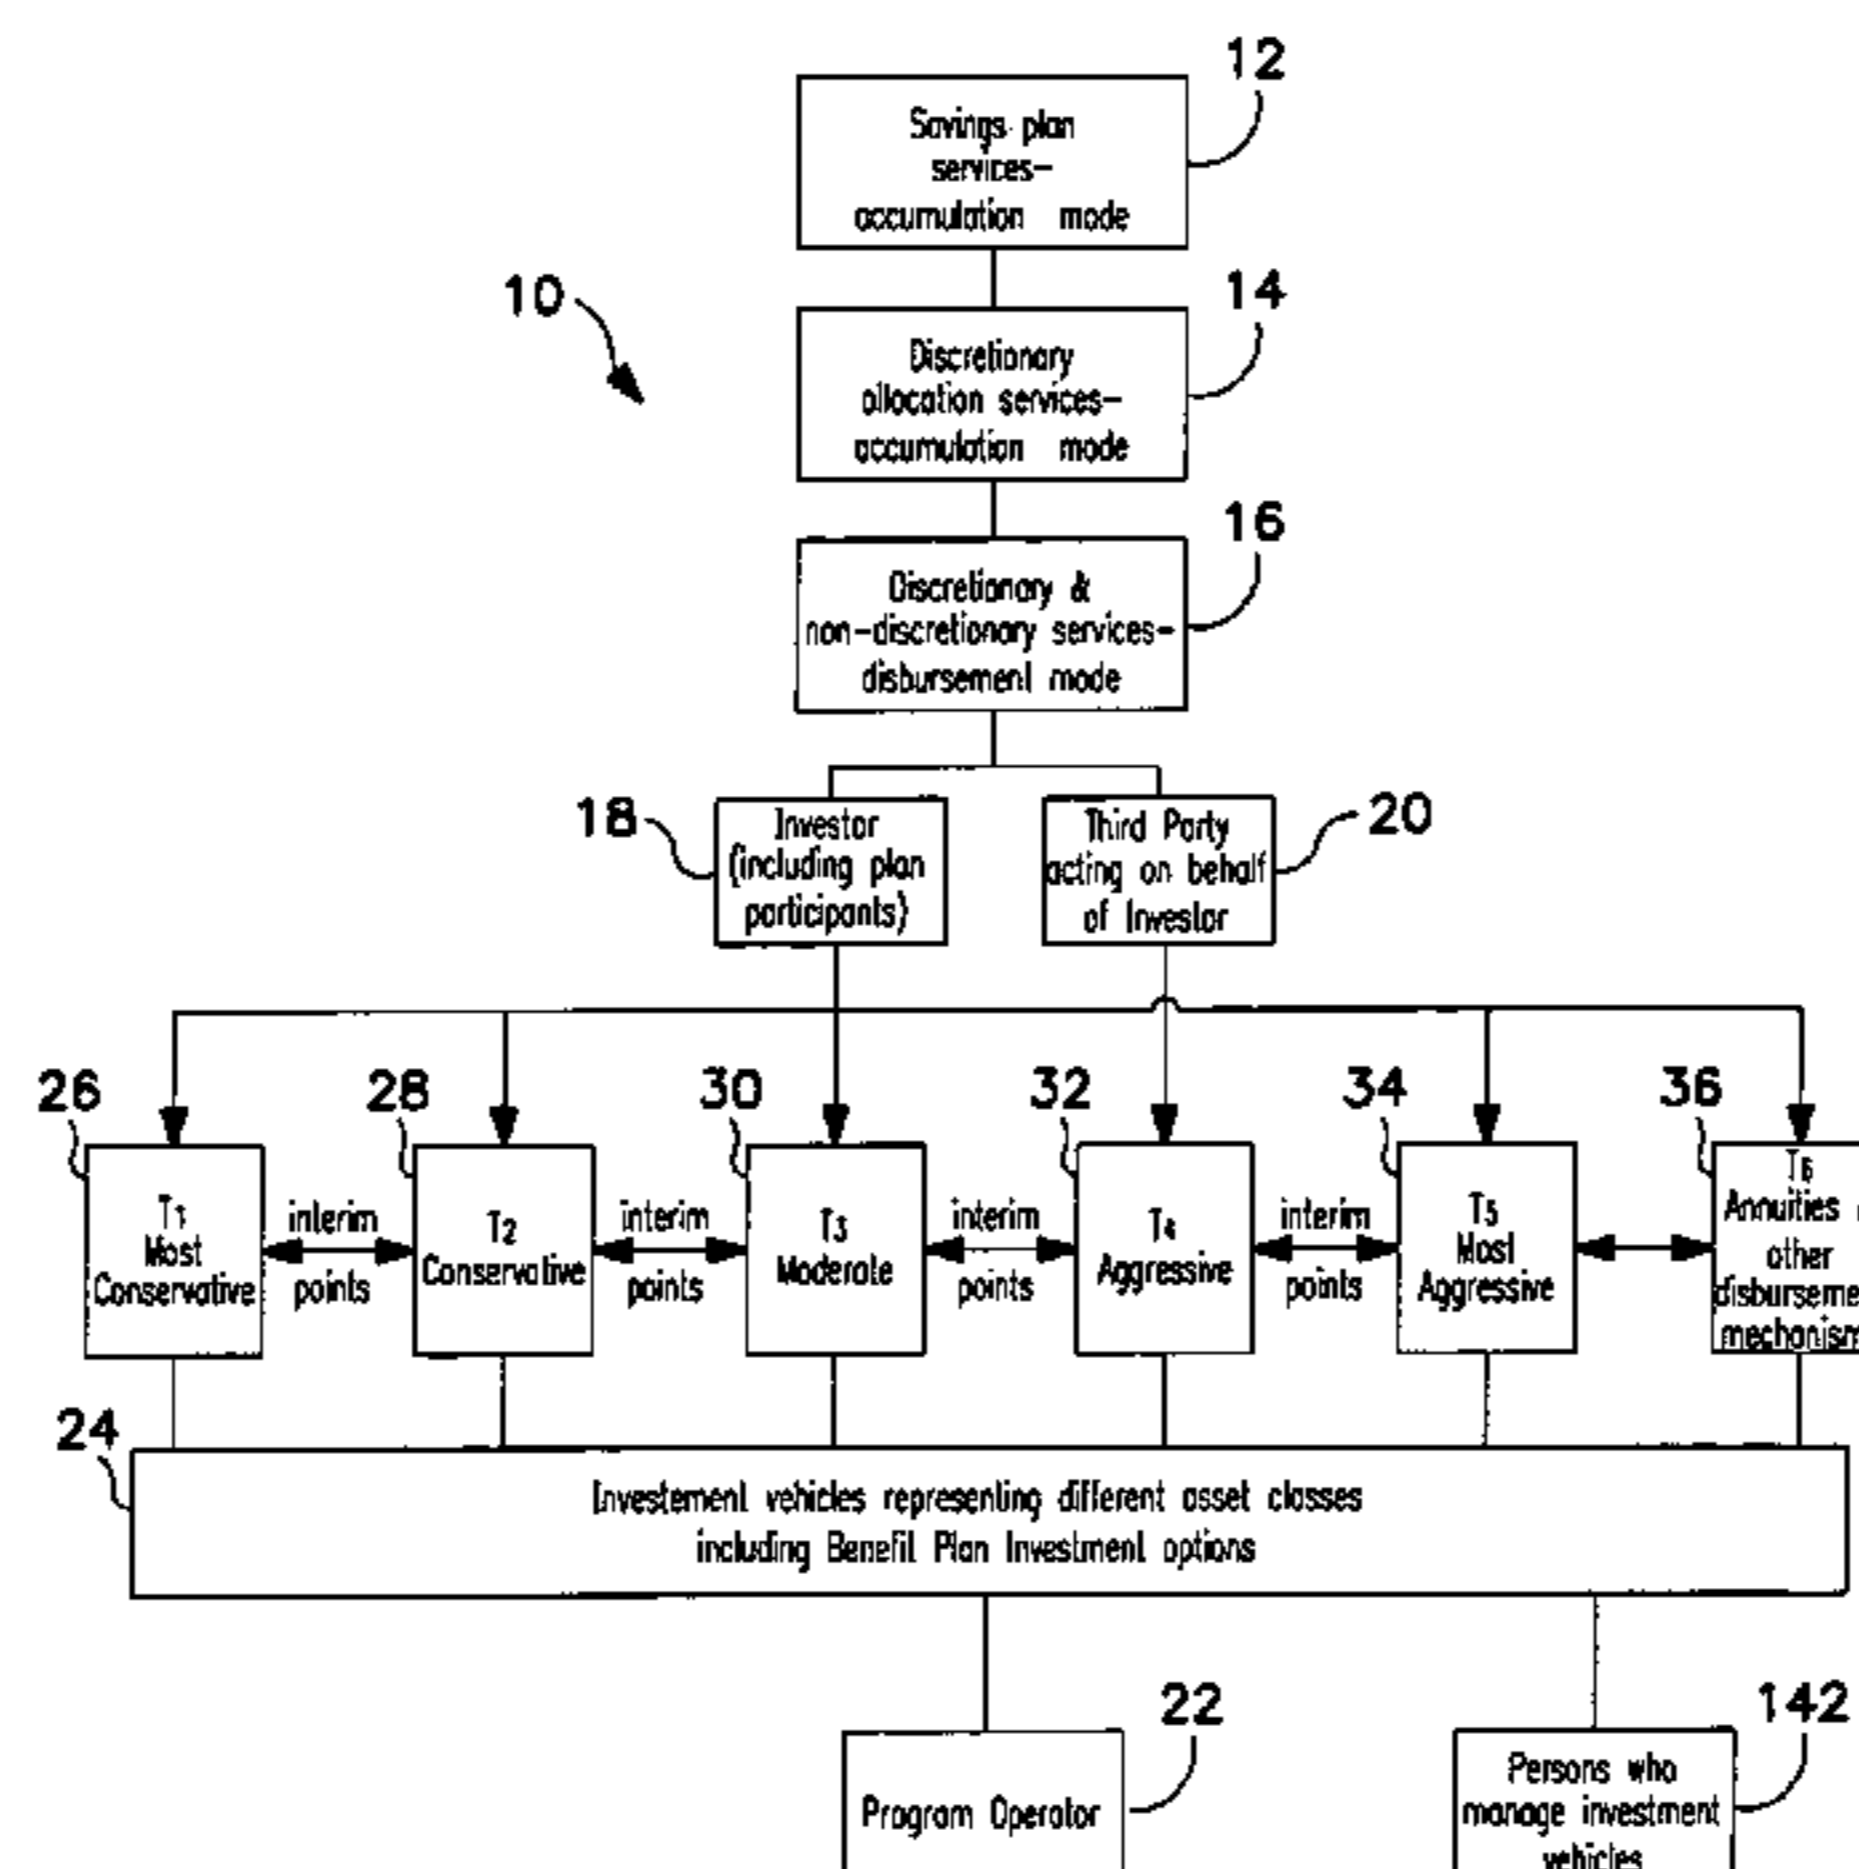 12
Savings plan
services-
accumulation mode
10
14
Discretionary
allocation services-
accumulation mode
16
Discretionary &
non-discretionary services-
disbursement mode
18
Investor
(including plan
participants)
Third Party
acting on behalf
of Investor
20
26
28
30
32
34
36
T1
Most
Conservative
interim
points
T2
Conservative
interim
points
T3
Moderate
interim
points
T4
Aggressive
interim
points
T5
Most
Aggressive
T6
Annuities
other
disburseme
mechanism
24
Investement vehicles representing different asset classes
including Benefit Plan Investment options
22
Program Operator
142
Persons who
manage investment
vehicles